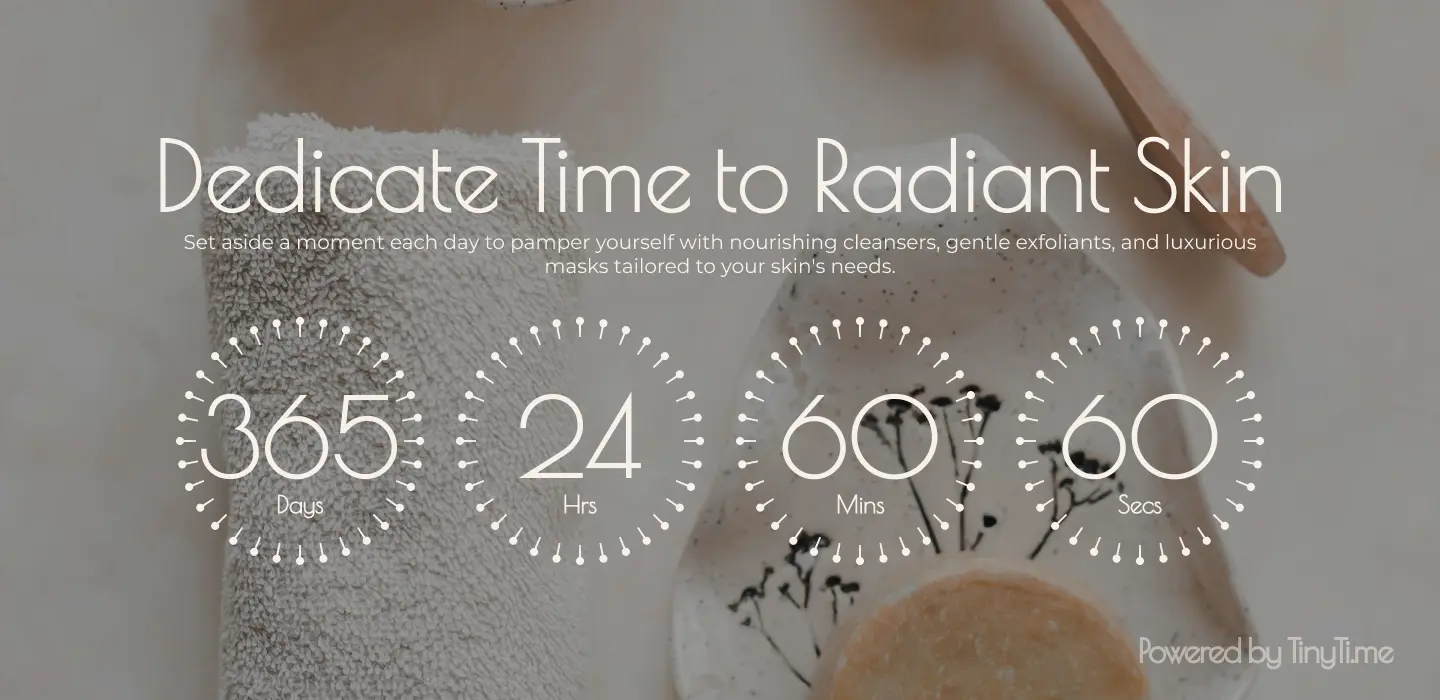 Dedicate Time to Radiant Skin
Set aside a moment each day to pamper yourself with nourishing cleansers, gentle exfoliants, and luxurious
masks tailored to your skin's needs.
365 24 60 60
Days Hrs Mins Secs
Powered by TinyTi.me